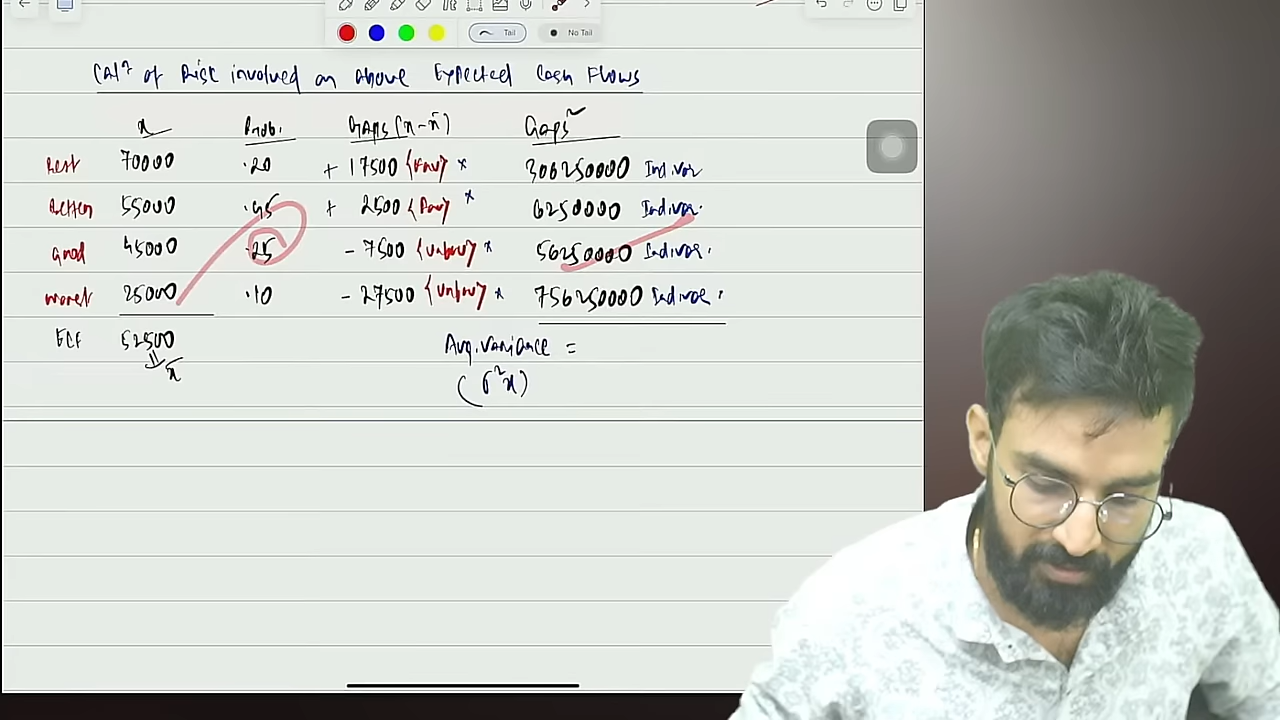 Tail No Tail
Calⁿ of Risk involved on above Expected Cash Flows
x Prob. Gaps (x-x̄) Gaps²
Best 70000 .20 + 17500 (Fav) * 306250000 Indivar
Better 55000 .45 + 2500 (Fav) * 6250000 Indivar.
Good 45000 .25 - 7500 (Unfav) * 56250000 Indivar.
Worst 25000 .10 - 27500 (Unfav) * 756250000 Indivar.
ECF 52500 Avg. variance =
x̄ (σ²x)